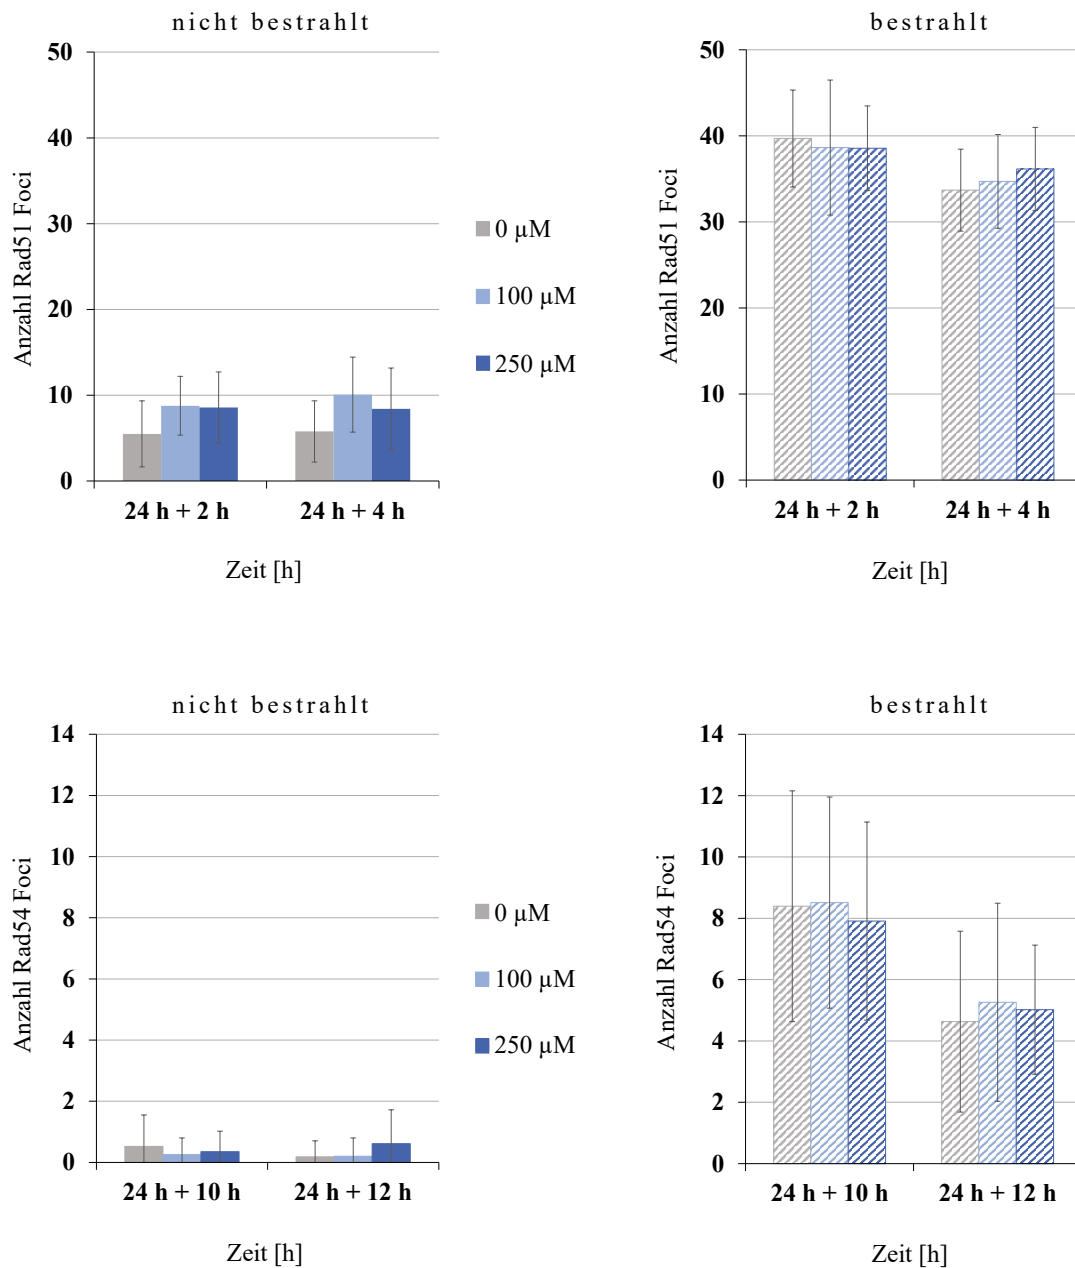 nicht bestrahlt
50
40
30
20
10
0
Anzahl Rad51 Foci
24 h + 2 h
24 h + 4 h
Zeit [h]
0 µM
100 µM
250 µM
bestrahlt
50
40
30
20
10
0
Anzahl Rad51 Foci
24 h + 2 h
24 h + 4 h
Zeit [h]
nicht bestrahlt
14
12
10
8
6
4
2
0
Anzahl Rad54 Foci
24 h + 10 h
24 h + 12 h
Zeit [h]
0 µM
100 µM
250 µM
bestrahlt
14
12
10
8
6
4
2
0
Anzahl Rad54 Foci
24 h + 10 h
24 h + 12 h
Zeit [h]